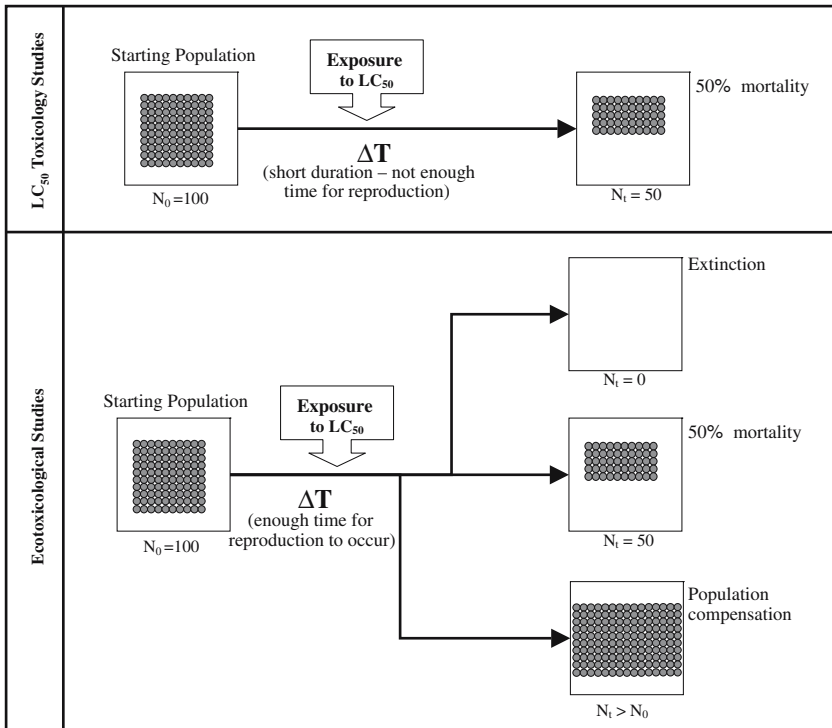 LC50 Toxicology Studies
Starting Population
N0 =100
Exposure
to LC50
ΔT
(short duration – not enough
time for reproduction)
50% mortality
Nt = 50
Ecotoxicological Studies
Starting Population
N0 =100
Exposure
to LC50
ΔT
(enough time for
reproduction to occur)
Extinction
Nt = 0
50% mortality
Nt = 50
Population
compensation
Nt > N0